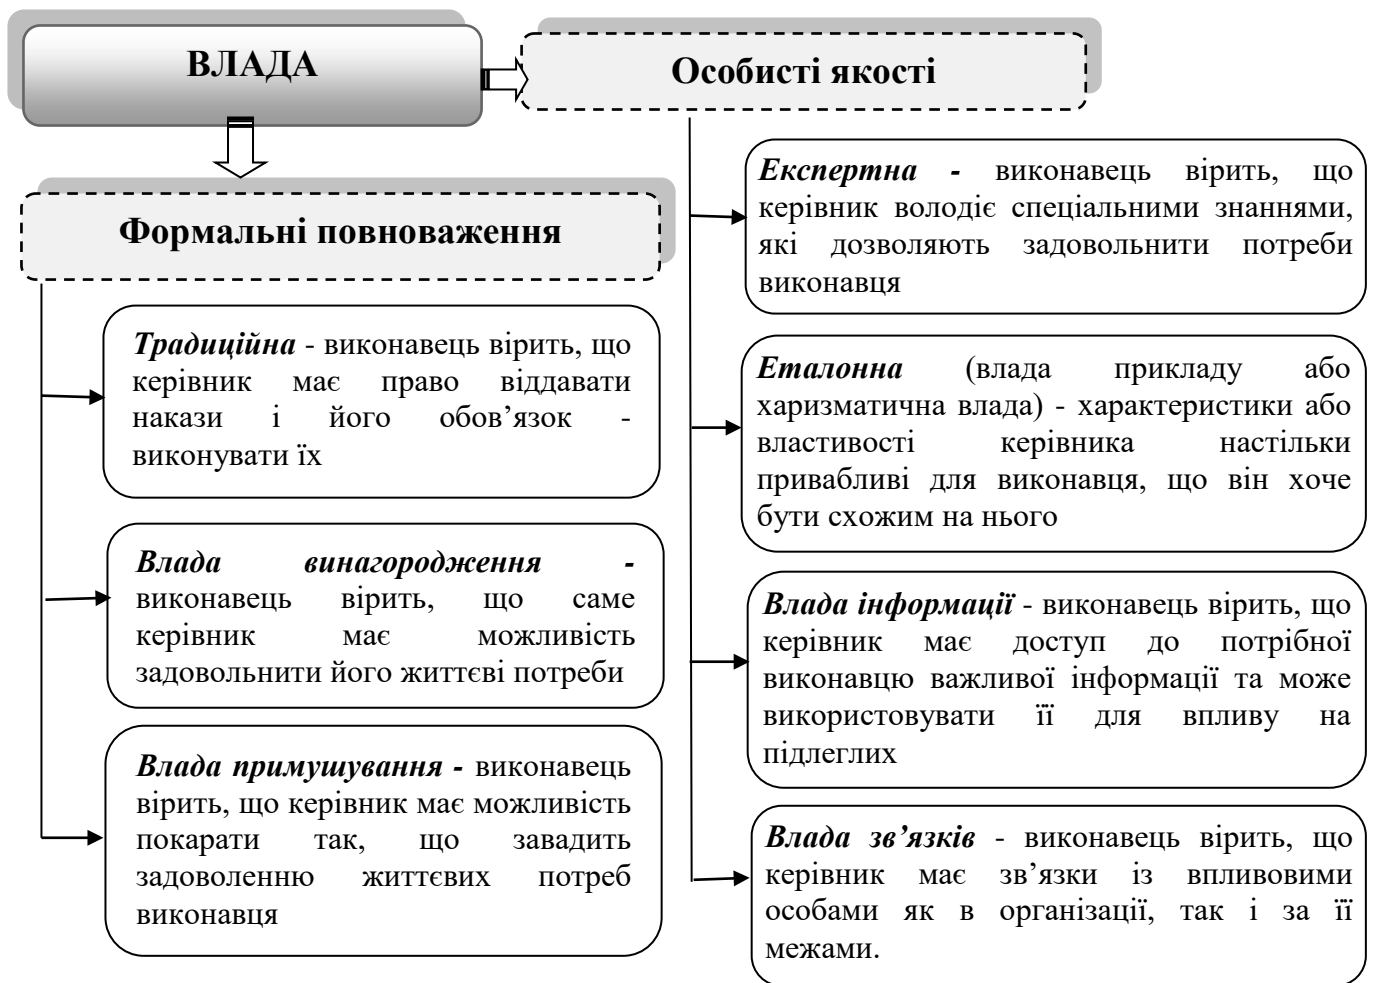 ВЛАДА
Особисті якості
Формальні повноваження
Традиційна - виконавець вірить, що
керівник має право віддавати
накази і його обов’язок -
виконувати їх
Влада винагородження -
виконавець вірить, що саме
керівник має можливість
задовольнити його життєві потреби
Влада примушування - виконавець
вірить, що керівник має можливість
покарати так, що завадить
задоволенню життєвих потреб
виконавця
Експертна - виконавець вірить, що
керівник володіє спеціальними знаннями,
які дозволяють задовольнити потреби
виконавця
Еталонна (влада прикладу або
харизматична влада) - характеристики або
властивості керівника настільки
привабливі для виконавця, що він хоче
бути схожим на нього
Влада інформації - виконавець вірить, що
керівник має доступ до потрібної
виконавцю важливої інформації та може
використовувати її для впливу на
підлеглих
Влада зв’язків - виконавець вірить, що
керівник має зв’язки із впливовими
особами як в організації, так і за її
межами.